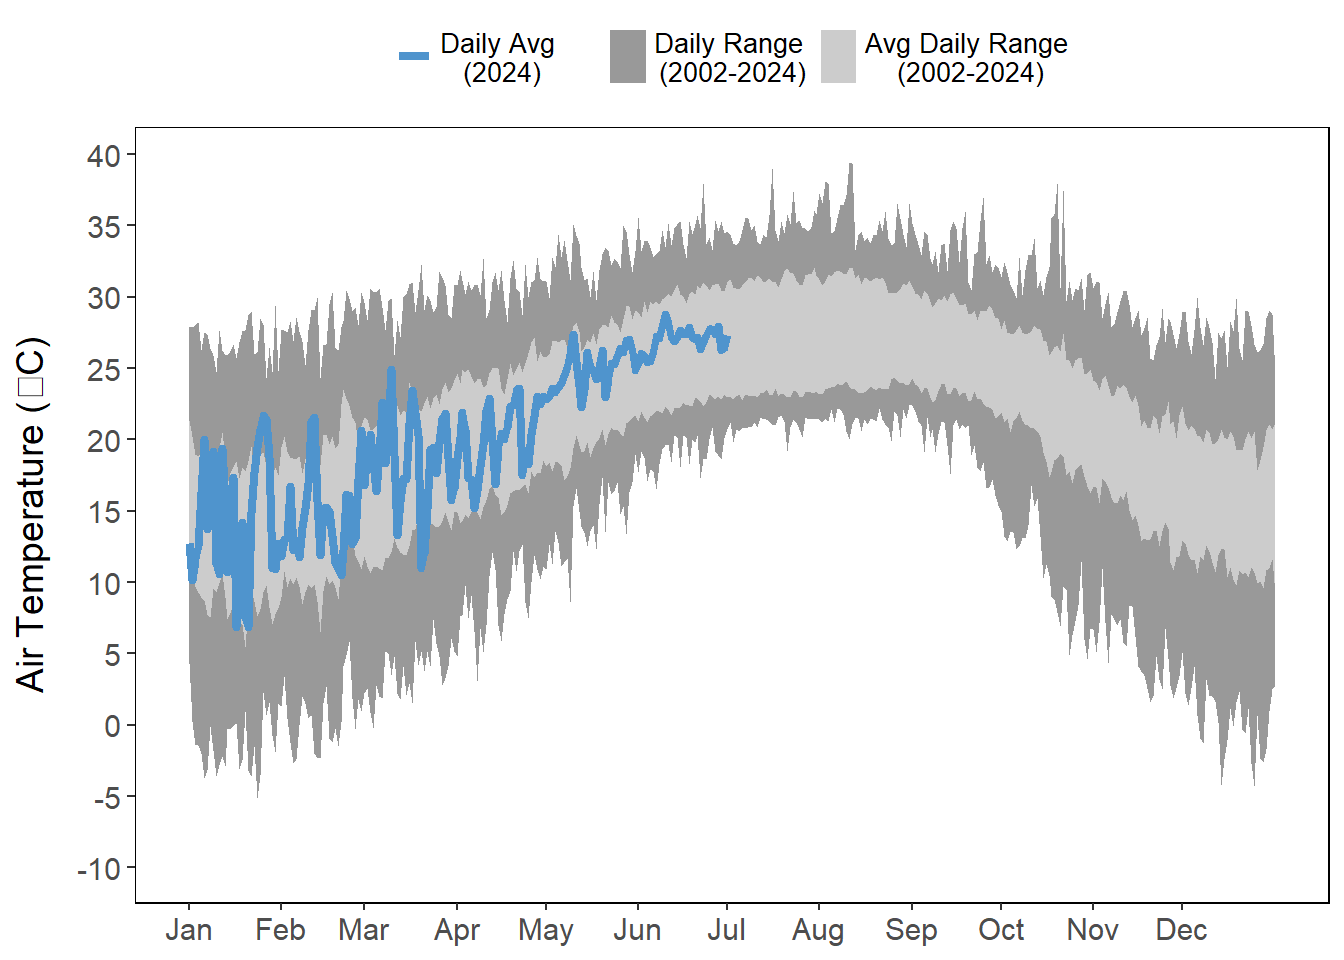 Daily Avg
(2024)
Daily Range
(2002-2024)
Avg Daily Range
(2002-2024)
Air Temperature (□C)
40
35
30
25
20
15
10
5
0
-5
-10
Jan Feb Mar Apr May Jun Jul Aug Sep Oct Nov Dec